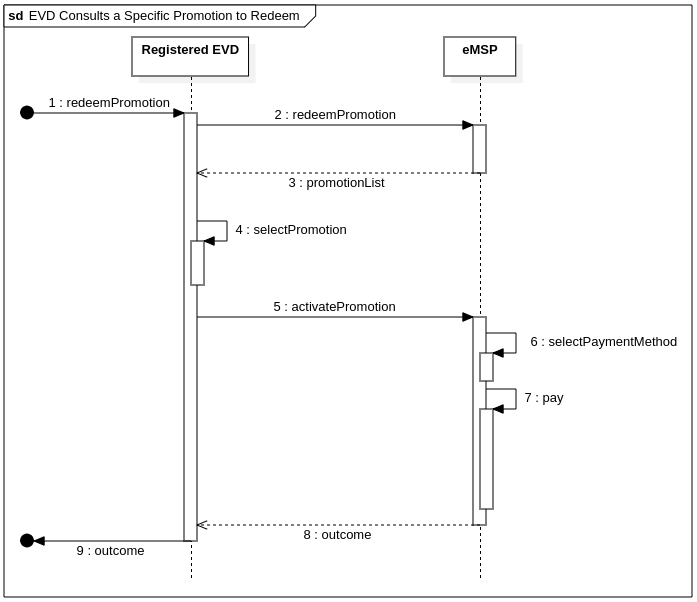 sd EVD Consults a Specific Promotion to Redeem
Registered EVD
eMSP
1 : redeemPromotion
2 : redeemPromotion
3 : promotionList
4 : selectPromotion
5 : activatePromotion
6 : selectPaymentMethod
7 : pay
8 : outcome
9 : outcome